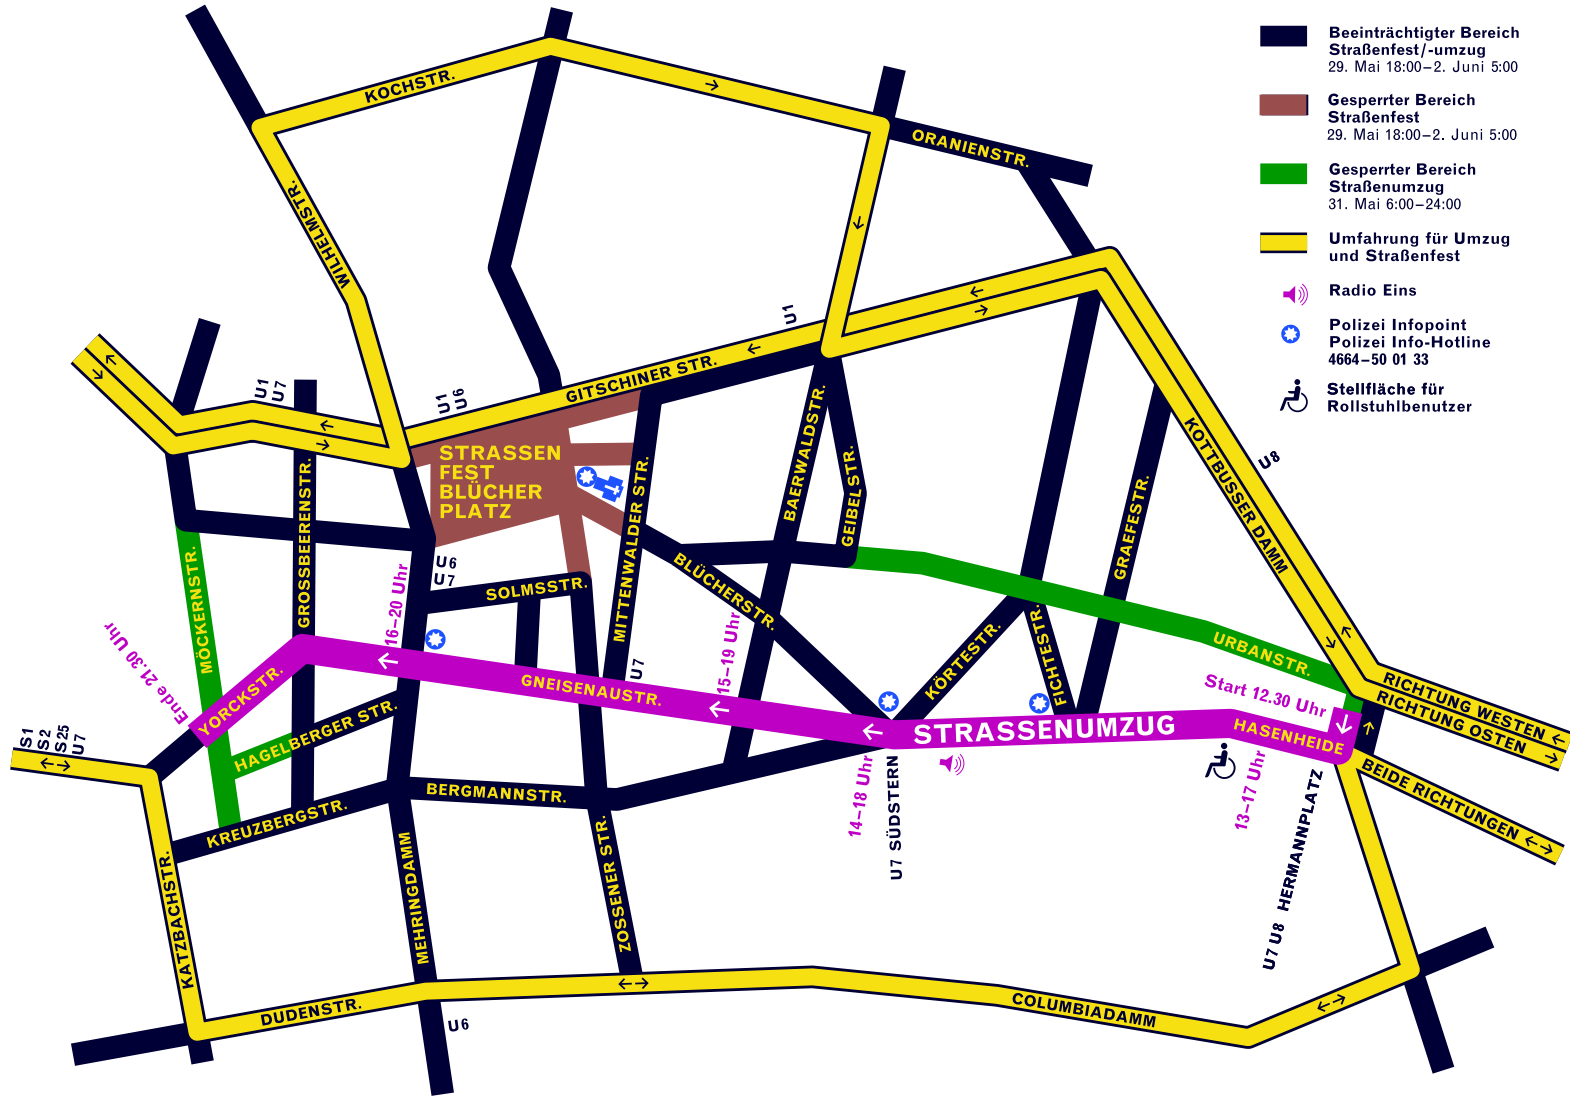 Beeinträchtigter Bereich
Straßenfest/-umzug
29. Mai 18:00–2. Juni 5:00
Gesperrter Bereich
Straßenfest
29. Mai 18:00–2. Juni 5:00
Gesperrter Bereich
Straßenumzug
31. Mai 6:00–24:00
Umfahrung für Umzug
und Straßenfest
Radio Eins
Polizei Infopoint
Polizei Info-Hotline
4664–50 01 33
Stellfläche für
Rollstuhlbenutzer
KOCHSTR.
ORANIENSTR.
WILHELMSTR.
U1
U1
U7
U1
U6
GITSCHINER STR.
STRASSEN
FEST
BLÜCHER
PLATZ
MITTENWALDER STR.
BAERWALDSTR.
GEIBELSTR.
GRAEFESTR.
KOTTBUSSER DAMM
U8
GROSSBEERENSTR.
MÖCKERNSTR.
U6
U7
16–20 Uhr
SOLMSSTR.
BLÜCHERSTR.
15–19 Uhr
U7
KÖRTESTR.
FICHTESTR.
URBANSTR.
Ende 21.30 Uhr
YORCKSTR.
GNEISENAUSTR.
STRASSENUMZUG
Start 12.30 Uhr
HASENHEIDE
RICHTUNG WESTEN
RICHTUNG OSTEN
BEIDE RICHTUNGEN
S1
S2
S25
U7
HAGELBERGER STR.
KREUZBERGSTR.
BERGMANNSTR.
14–18 Uhr
U7 SÜDSTERN
13–17 Uhr
U7 U8 HERMANNPLATZ
KATZBACHSTR.
MEHRINGDAMM
ZOSSENER STR.
DUDENSTR.
U6
COLUMBIADAMM